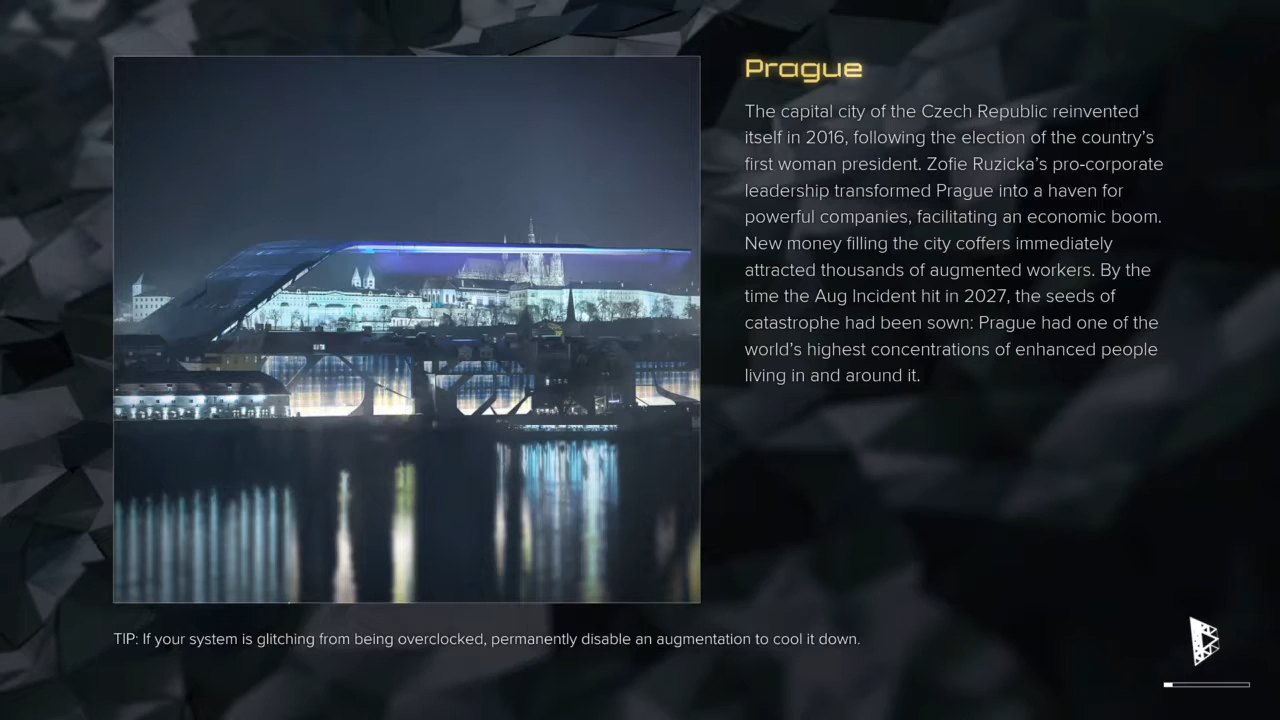 Prague
The capital city of the Czech Republic reinvented
itself in 2016, following the election of the country's
first woman president. Zofie Ruzicka's pro-corporate
leadership transformed Prague into a haven for
powerful companies, facilitating an economic boom.
New money filling the city coffers immediately
attracted thousands of augmented workers. By the
time the Aug Incident hit in 2027, the seeds of
catastrophe had been sown: Prague had one of the
world's highest concentrations of enhanced people
living in and around it.
TIP: If your system is glitching from being overclocked, permanently disable an augmentation to cool it down.